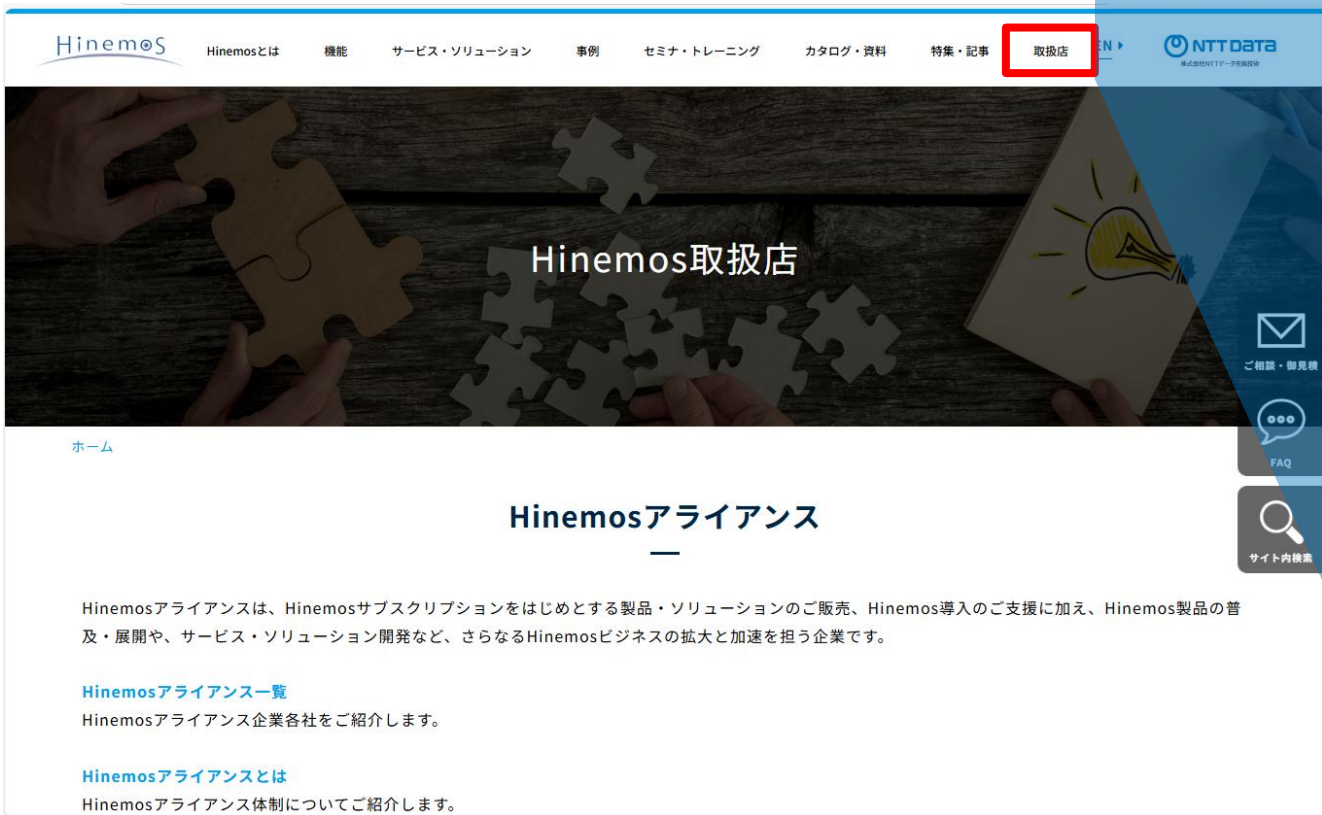 Hinemos
Hinemosとは
機能
サービス・ソリューション
事例
セミナ・トレーニング
カタログ・資料
特集・記事
取扱店
EN
NTT DATA
株式会社NTTデータ先端技術
Hinemos取扱店
ご相談・御見積
FAQ
サイト内検索
ホーム
Hinemosアライアンス
Hinemosアライアンスは、Hinemosサブスクリプションをはじめとする製品・ソリューションのご販売、Hinemos導入のご支援に加え、Hinemos製品の普
及・展開や、サービス・ソリューション開発など、さらなるHinemosビジネスの拡大と加速を担う企業です。
Hinemosアライアンス一覧
Hinemosアライアンス企業各社をご紹介します。
Hinemosアライアンスとは
Hinemosアライアンス体制についてご紹介します。